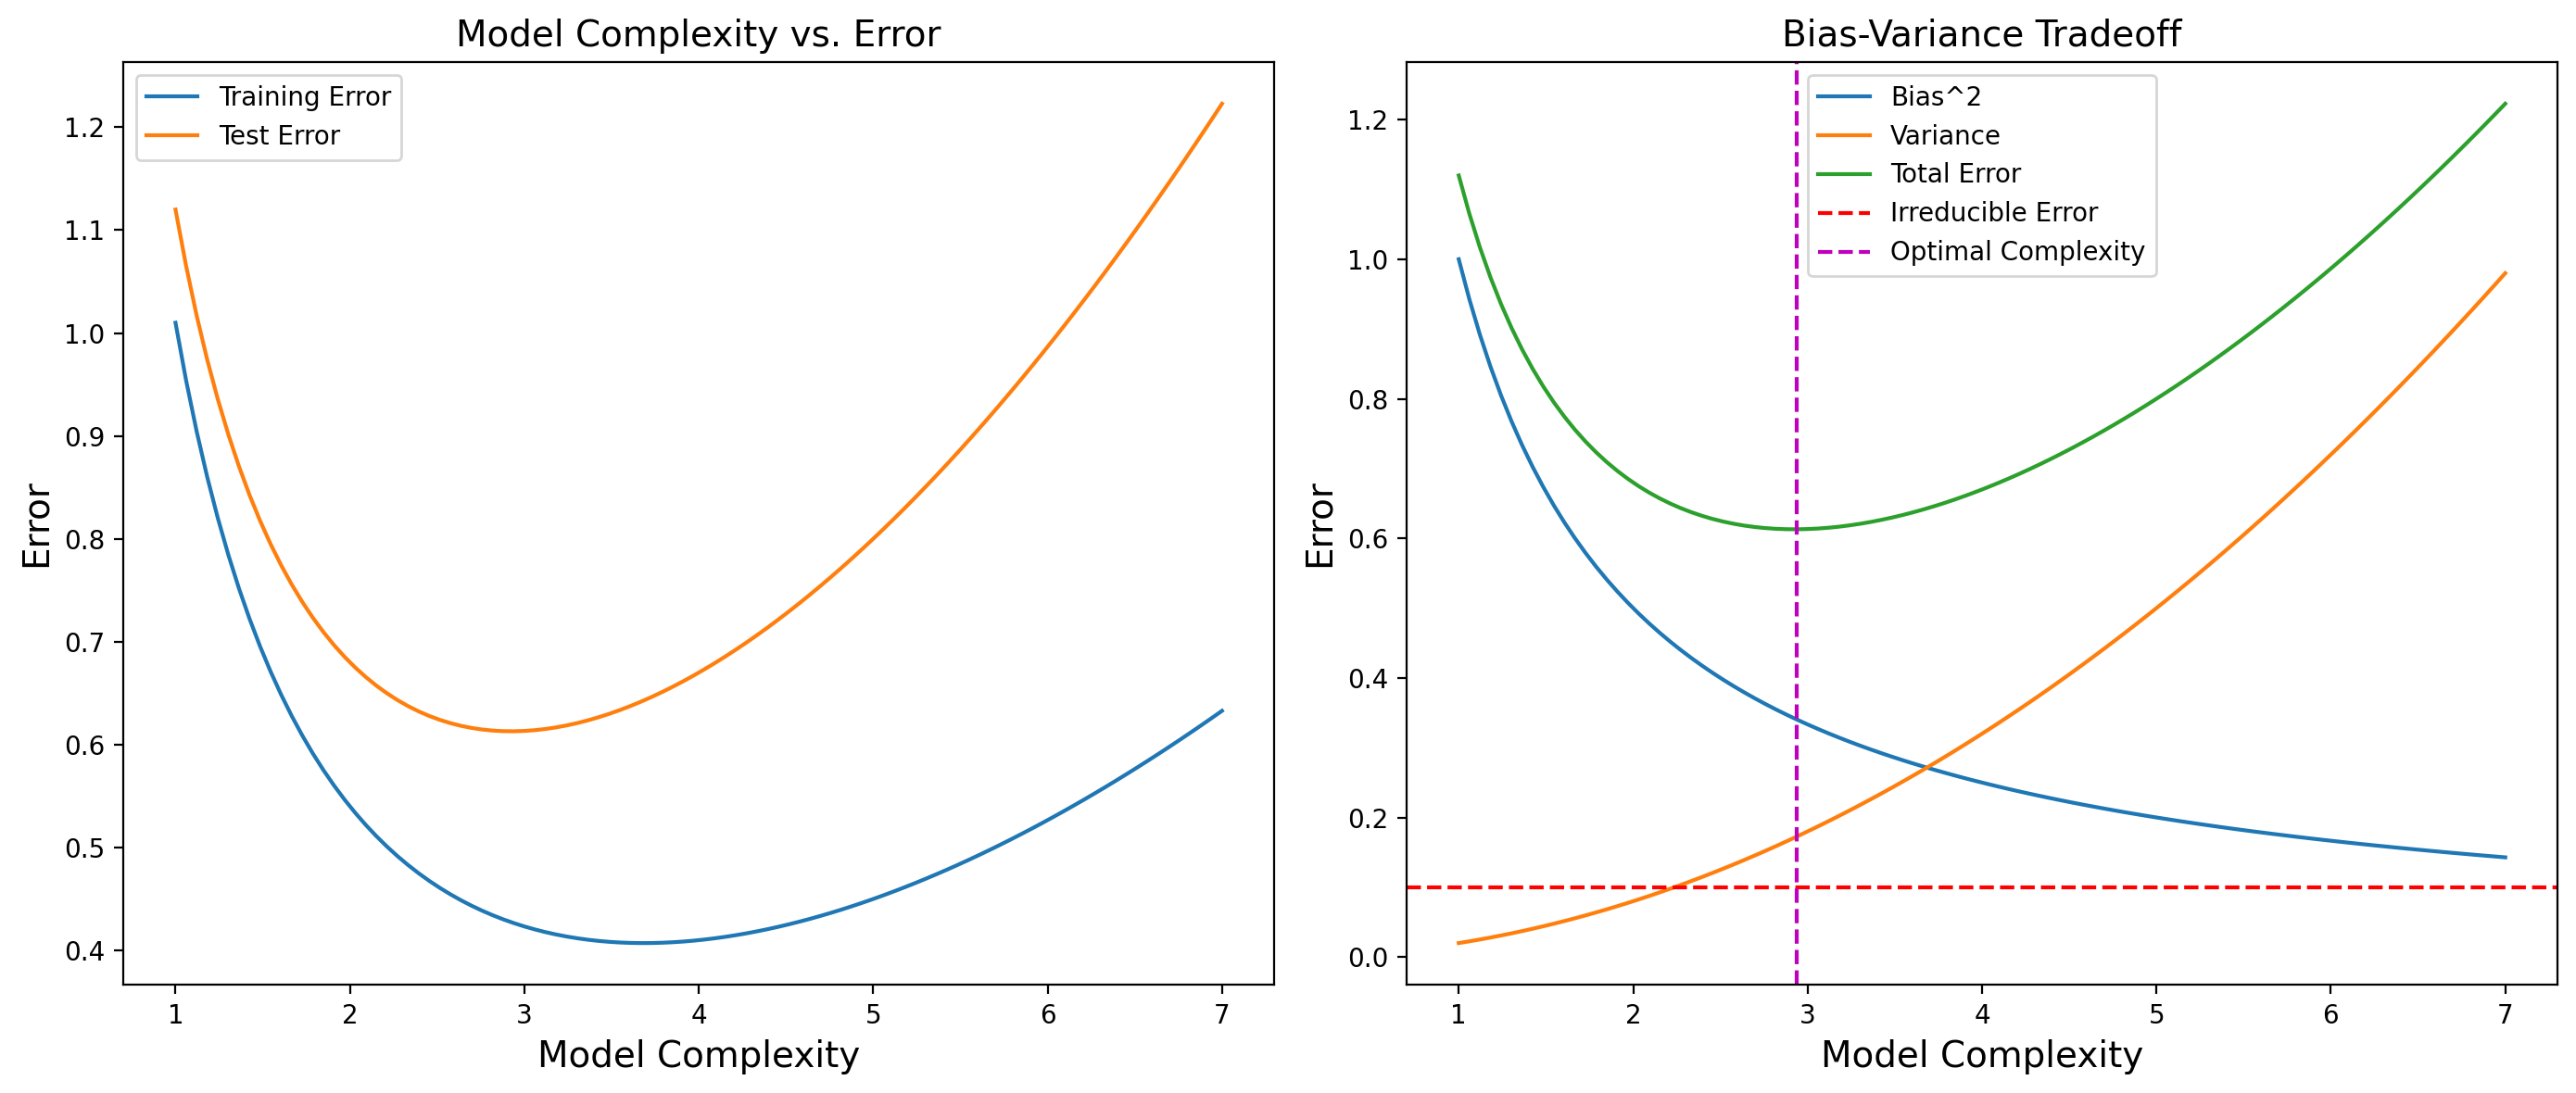 Model Complexity vs. Error
Training Error
Test Error
1.2
1.1
1.0
0.9
0.8
0.7
0.6
0.5
0.4
Error
1 2 3 4 5 6 7
Model Complexity
Bias-Variance Tradeoff
Bias^2
Variance
Total Error
Irreducible Error
Optimal Complexity
1.2
1.0
0.8
0.6
0.4
0.2
0.0
Error
1 2 3 4 5 6 7
Model Complexity